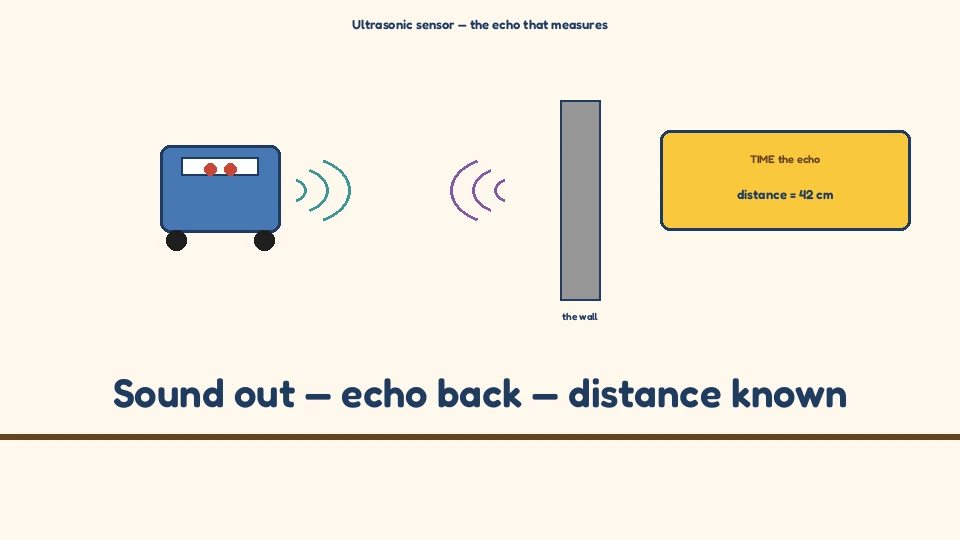 Ultrasonic sensor — the echo that measures
TIME the echo
distance = 42 cm
the wall
Sound out — echo back — distance known